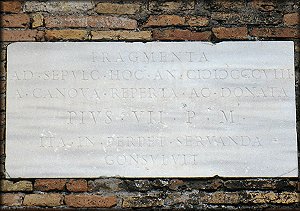 FRAGMENTA
AD · SEPVLC · HOC · AN · CIƆIƆCCCVIII
A · CANOVA · REPERTA · AC · DONATA
PIVS · VII · P · M ·
ITA · IN · PERPET · SERVANDA
CONSVLVIT